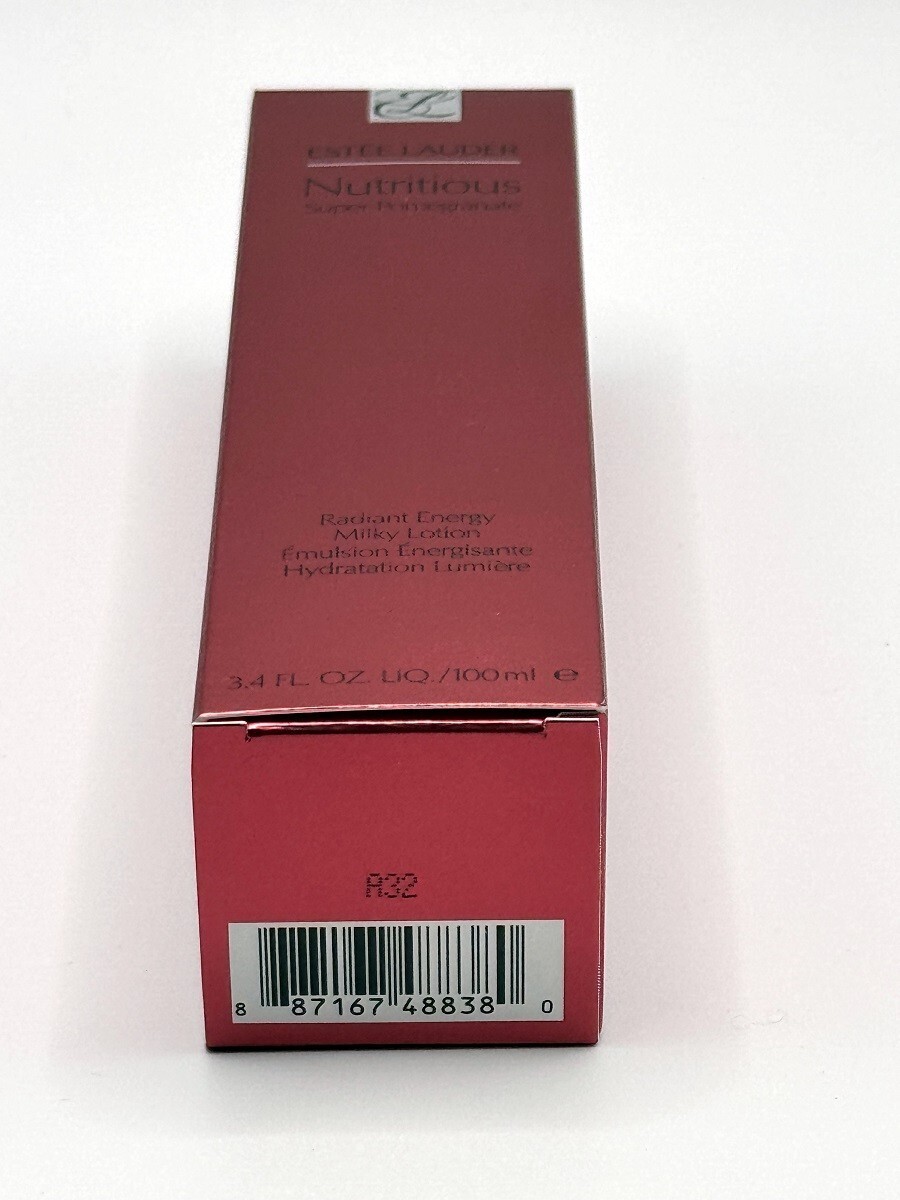 ESTÉE LAUDER
Nutritious
Super-Pomegranate
Radiant Energy
Milky Lotion
Émulsion Énergisante
Hydratation Lumière
3.4 FL. OZ. LIQ./100 ml ℮
A32
8 87167 48838 0